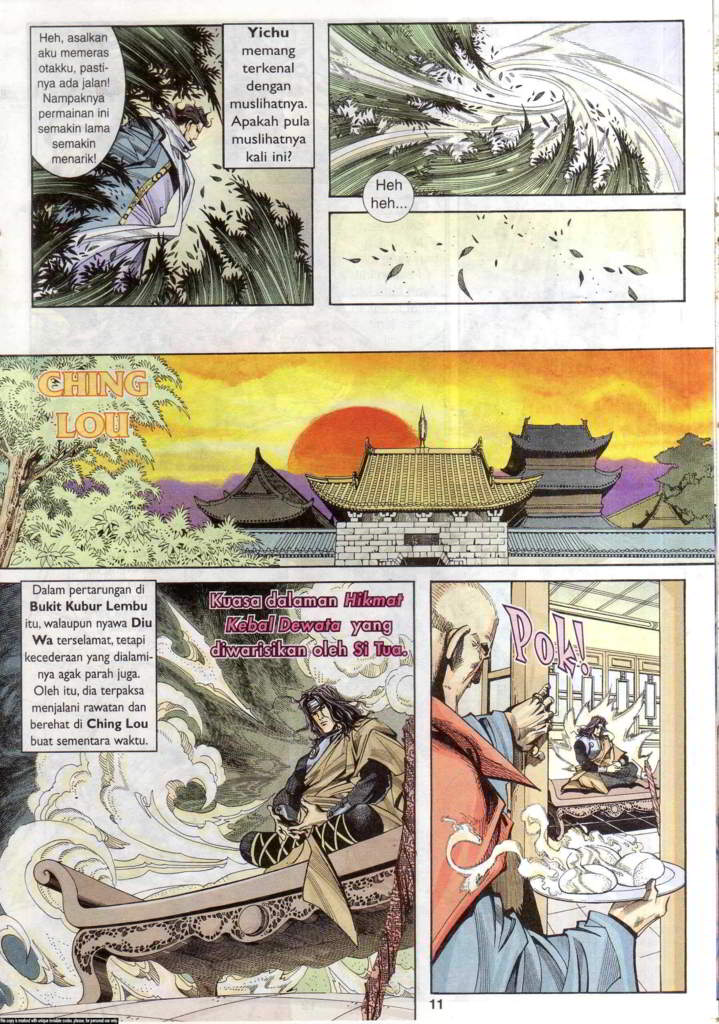 Heh, asalkan
aku memeras
otakku, pasti-
nya ada jalan!
Nampaknya
permainan ini
semakin lama
semakin
menarik!
Yichu
memang
terkenal
dengan
muslihatnya.
Apakah pula
muslihatnya
kali ini?
Heh
heh...
CHING
LOU
Dalam pertarungan di
Bukit Kubur Lembu
itu, walaupun nyawa Diu
Wa terselamat, tetapi
kecederaan yang dialami-
nya agak parah juga.
Oleh itu, dia terpaksa
menjalani rawatan dan
berehat di Ching Lou
buat sementara waktu.
Kuasa dalaman Hikmat
Kebal Dewata yang
diwarisikan oleh Si Tua.
Pok!
11